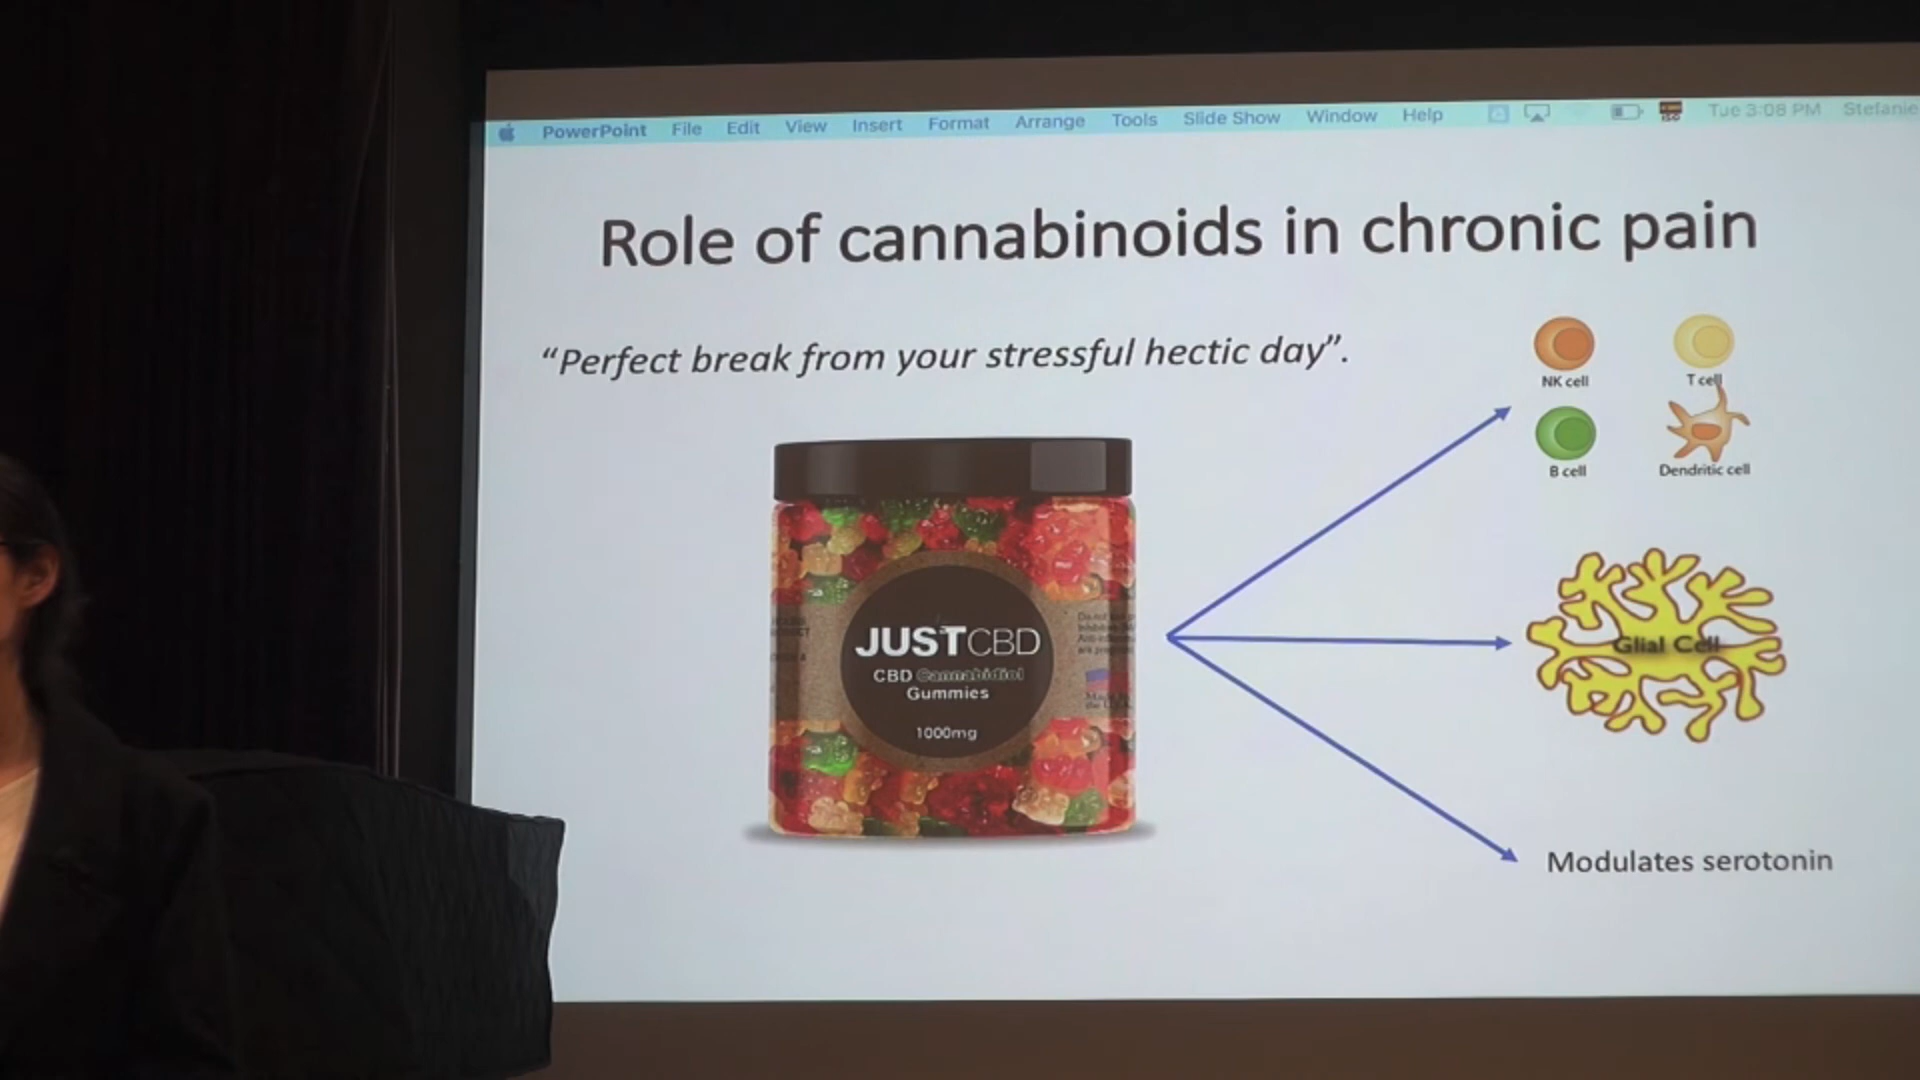 PowerPoint File Edit View Insert Format Arrange Tools Slide Show Window Help Tue 3:08 PM Stefanie
Role of cannabinoids in chronic pain
“Perfect break from your stressful hectic day”.
NK cell
T cell
B cell
Dendritic cell
JUSTCBD
CBD Cannabidiol
Gummies
1000mg
Glial Cell
Modulates serotonin